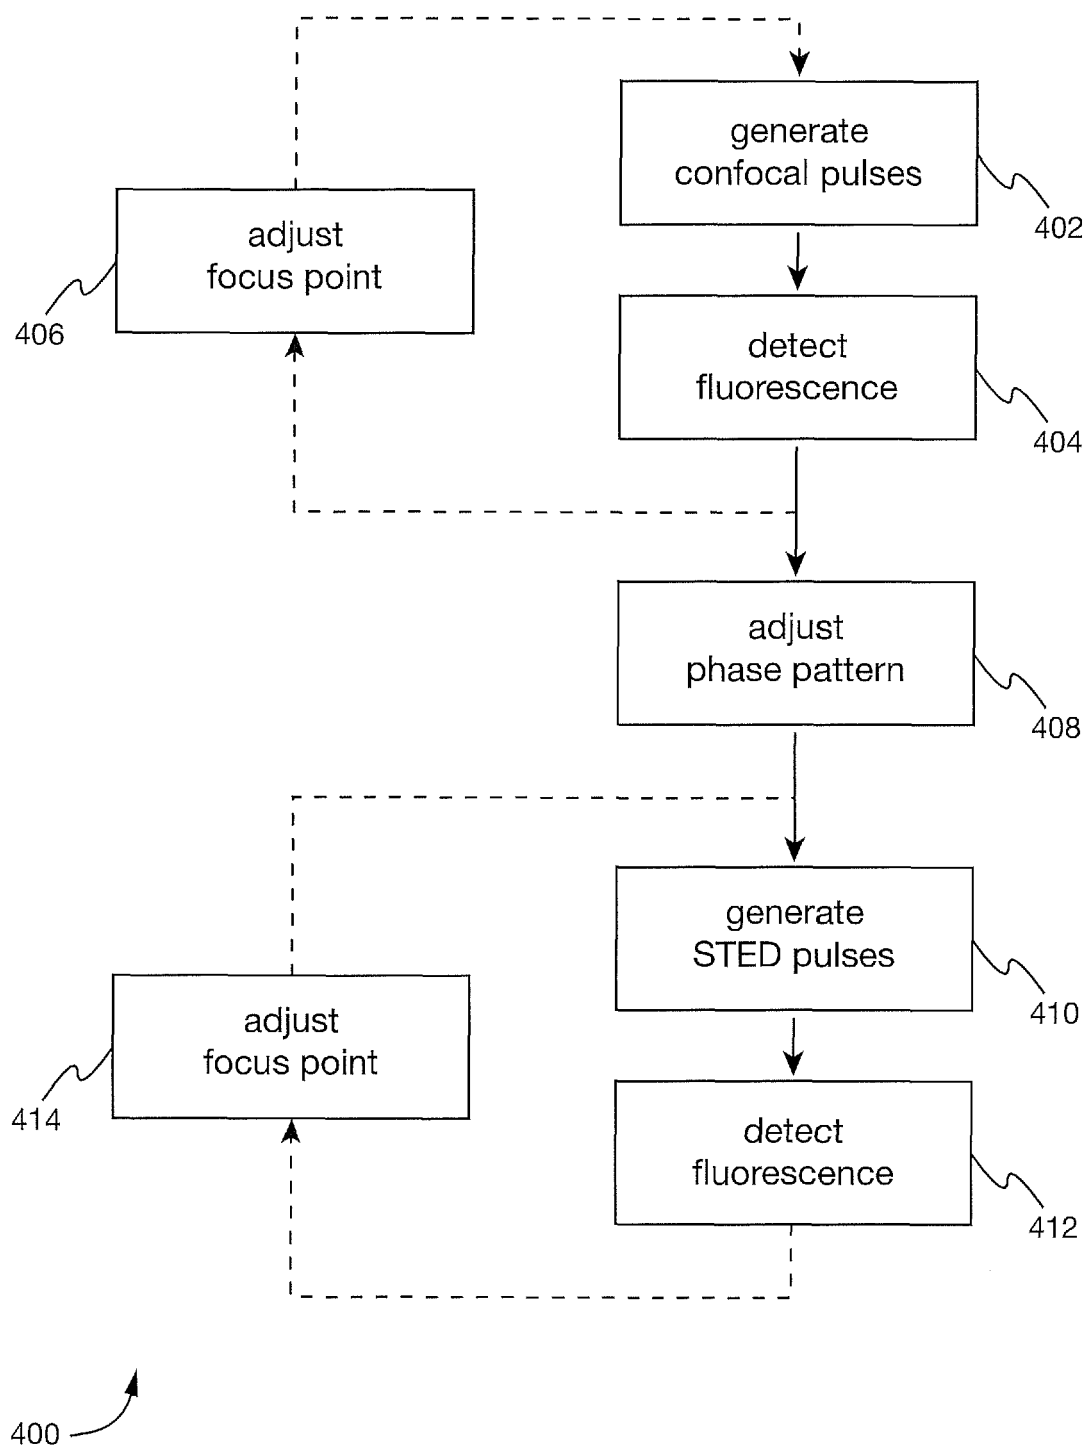 generate
confocal pulses
402
adjust
focus point
406
detect
fluorescence
404
adjust
phase pattern
408
generate
STED pulses
410
adjust
focus point
414
detect
fluorescence
412
400